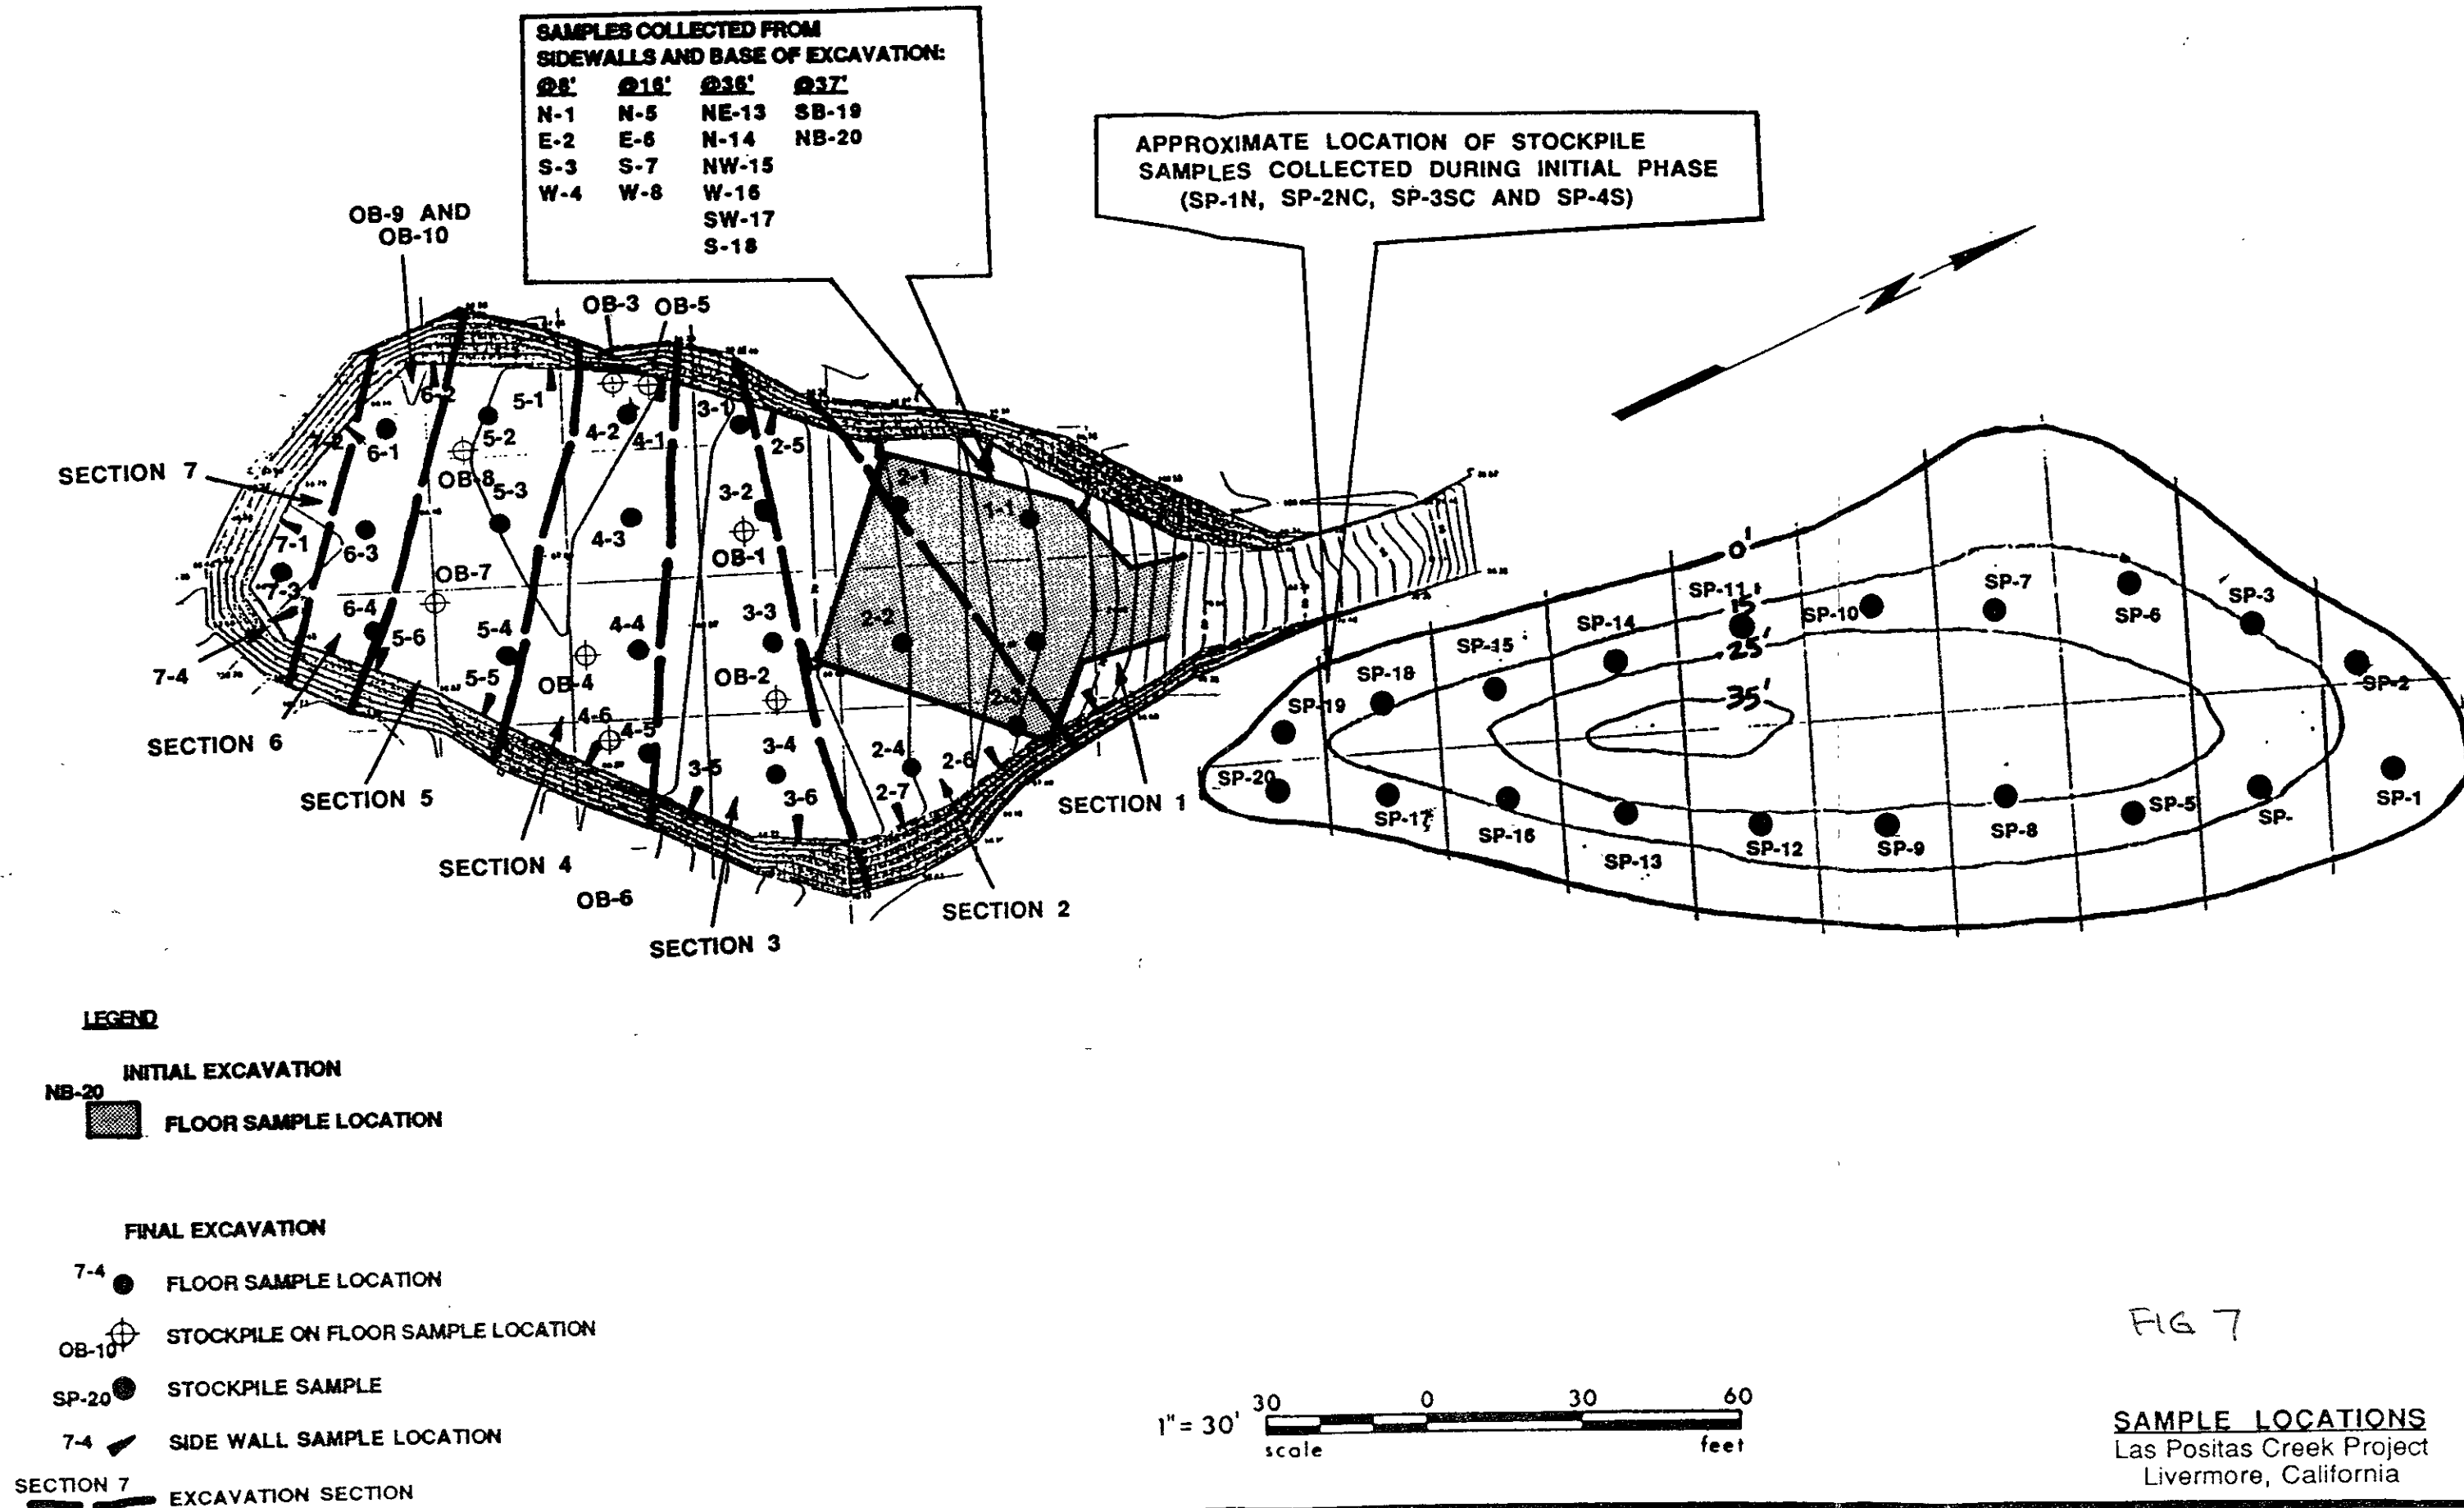 SAMPLES COLLECTED FROM
SIDEWALLS AND BASE OF EXCAVATION:
@8' @16' @36' @37'
N-1 N-5 NE-13 SB-19
E-2 E-6 N-14 NB-20
S-3 S-7 NW-15
W-4 W-8 W-16
SW-17
S-18
APPROXIMATE LOCATION OF STOCKPILE
SAMPLES COLLECTED DURING INITIAL PHASE
(SP-1N, SP-2NC, SP-3SC AND SP-4S)
N
OB-9 AND
OB-10
OB-3
OB-5
6-2
5-1
4-2
4-1
3-1
2-5
7-2
6-1
5-2
SECTION 7
OB-8
5-3
3-2
2-1
1-1
7-1
6-3
4-3
OB-1
7-3
OB-7
6-4
5-6
5-4
4-4
3-3
2-2
7-4
5-5
OB-4
OB-2
2-3
4-6
4-5
3-4
2-4
2-6
SECTION 6
SECTION 5
3-5
3-6
2-7
SECTION 1
SECTION 4
OB-6
SECTION 2
SECTION 3
0'
15'
25'
35'
SP-11
SP-10
SP-7
SP-6
SP-3
SP-14
SP-15
SP-18
SP-19
SP-2
SP-20
SP-17
SP-16
SP-13
SP-12
SP-9
SP-8
SP-5
SP-
SP-1
LEGEND
INITIAL EXCAVATION
NB-20
FLOOR SAMPLE LOCATION
FINAL EXCAVATION
7-4 FLOOR SAMPLE LOCATION
OB-10 STOCKPILE ON FLOOR SAMPLE LOCATION
SP-20 STOCKPILE SAMPLE
7-4 SIDE WALL SAMPLE LOCATION
SECTION 7
EXCAVATION SECTION
1" = 30'
30 0 30 60
scale feet
FIG 7
SAMPLE LOCATIONS
Las Positas Creek Project
Livermore, California